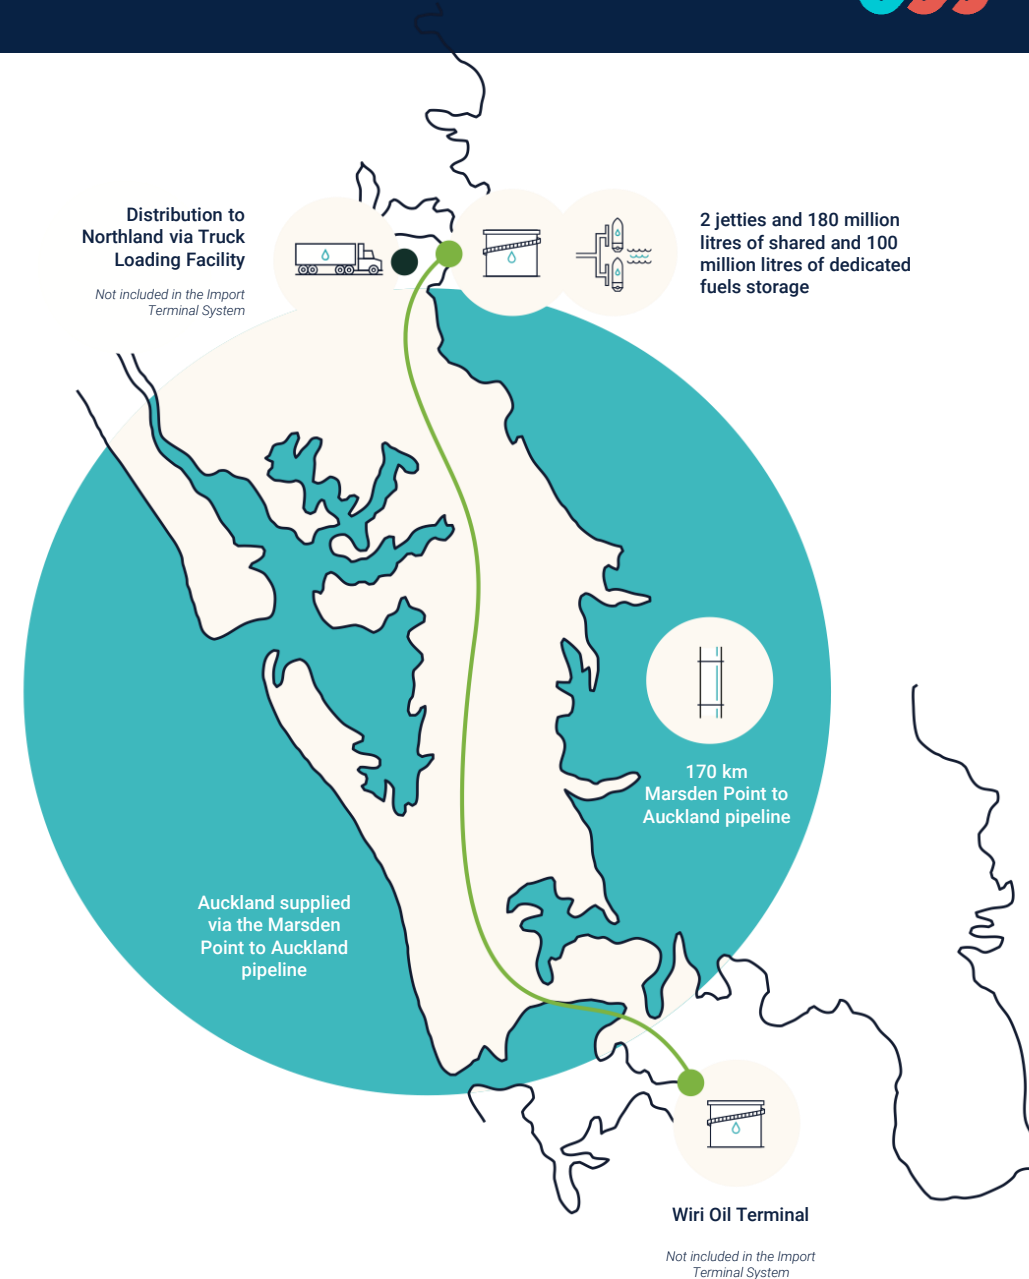 Distribution to
Northland via Truck
Loading Facility
Not included in the Import
Terminal System
2 jetties and 180 million
litres of shared and 100
million litres of dedicated
fuels storage
170 km
Marsden Point to
Auckland pipeline
Auckland supplied
via the Marsden
Point to Auckland
pipeline
Wiri Oil Terminal
Not included in the Import
Terminal System